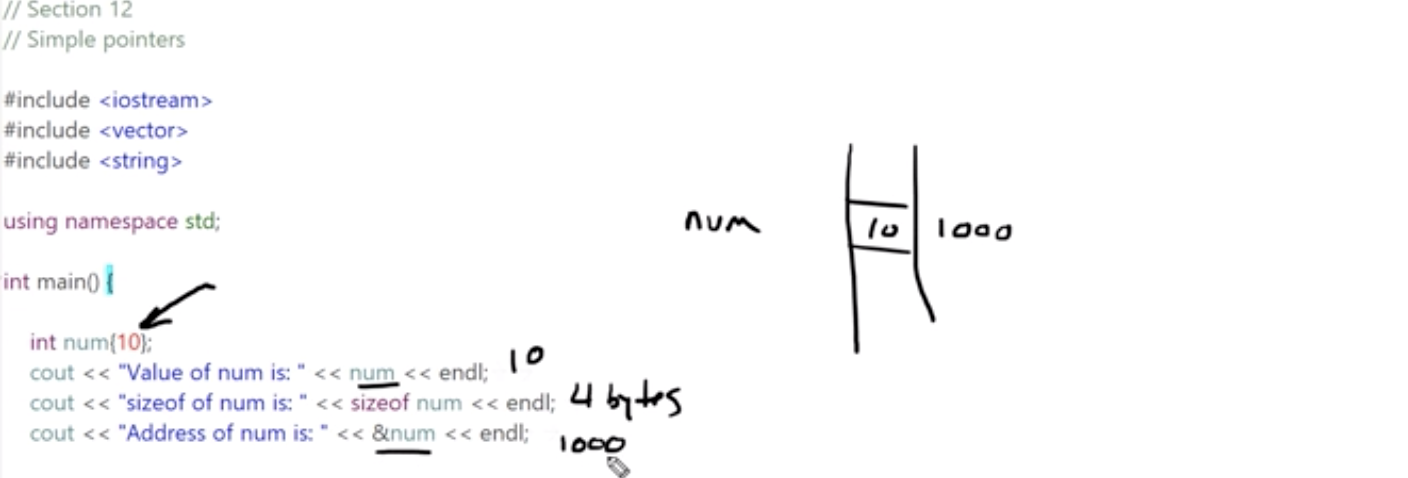 // Section 12
// Simple pointers
#include <iostream>
#include <vector>
#include <string>
using namespace std;
num 10 1000
int main() {
int num{10};
cout << "Value of num is: " << num << endl; 10
cout << "sizeof of num is: " << sizeof num << endl; 4 bytes
cout << "Address of num is: " << &num << endl; 1000